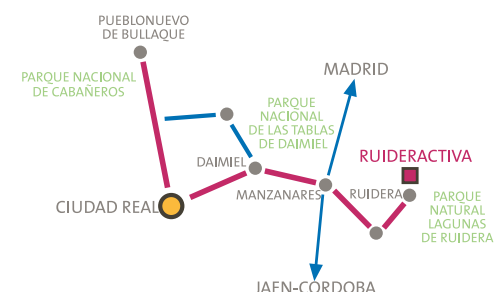 PUEBLONUEVO
DE BULLAQUE
PARQUE NACIONAL
DE CABAÑEROS
MADRID
PARQUE
NACIONAL
DE LAS TABLAS
DE DAIMIEL
DAIMIEL
RUIDERACTIVA
MANZANARES
RUIDERA
CIUDAD REAL
PARQUE
NATURAL
LAGUNAS
DE RUIDERA
JAEN-CORDOBA